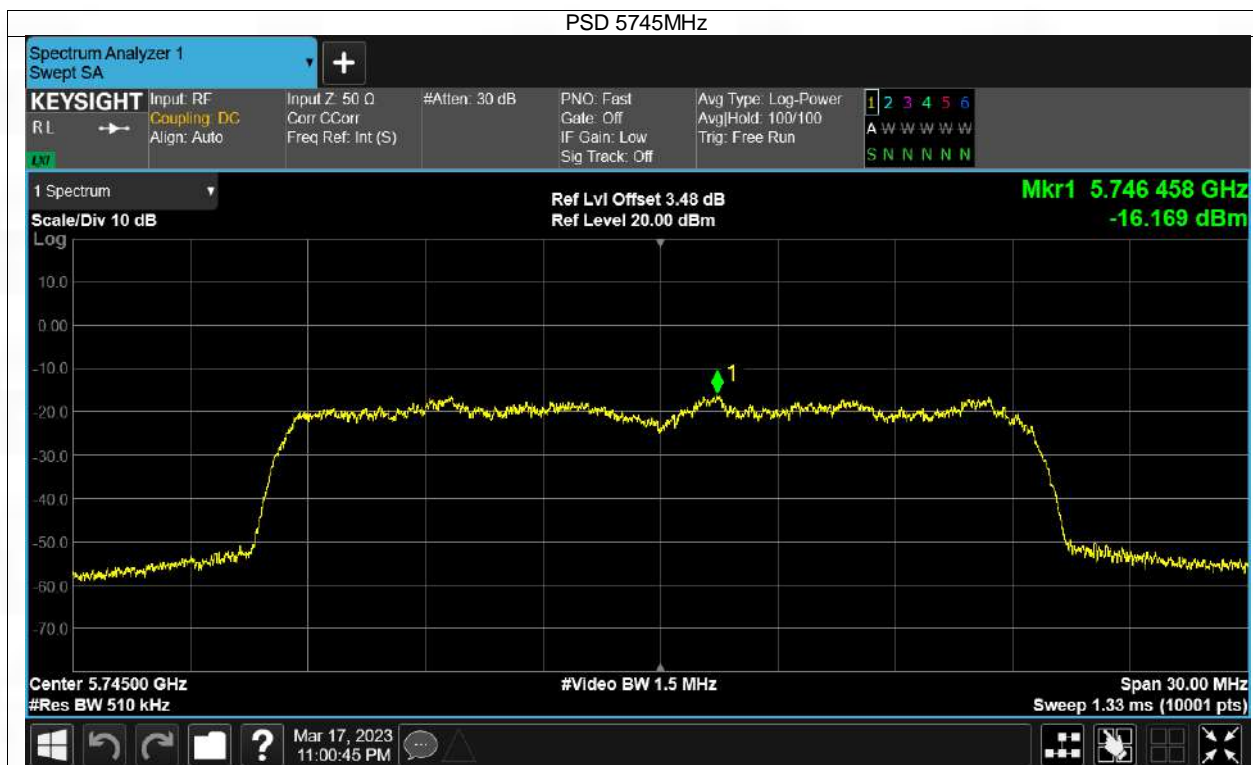 PSD 5745MHz
Spectrum Analyzer 1
Swept SA
+
KEYSIGHT
RL
LXI
Input: RF
Coupling: DC
Align: Auto
Input Z: 50 Ω
Corr CCorr
Freq Ref: Int (S)
#Atten: 30 dB
PNO: Fast
Gate: Off
IF Gain: Low
Sig Track: Off
Avg Type: Log-Power
Avg|Hold: 100/100
Trig: Free Run
1 2 3 4 5 6
A W W W W W
S N N N N N
1 Spectrum
Scale/Div 10 dB
Log
Ref Lvl Offset 3.48 dB
Ref Level 20.00 dBm
Mkr1 5.746 458 GHz
-16.169 dBm
10.0
0.00
-10.0
-20.0
-30.0
-40.0
-50.0
-60.0
-70.0
1
Center 5.74500 GHz
#Res BW 510 kHz
#Video BW 1.5 MHz
Span 30.00 MHz
Sweep 1.33 ms (10001 pts)
?
Mar 17, 2023
11:00:45 PM